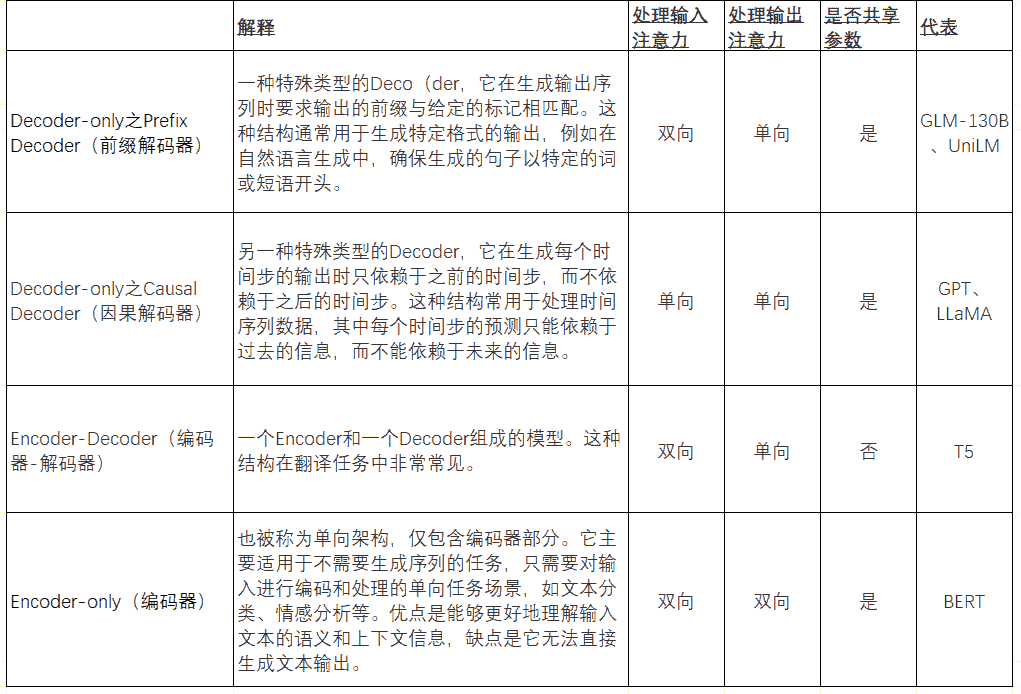 解释
处理输入
注意力
处理输出
注意力
是否共享
参数
代表
Decoder-only之Prefix
Decoder（前缀解码器）
一种特殊类型的Deco（der，它在生成输出序
列时要求输出的前缀与给定的标记相匹配。这
种结构通常用于生成特定格式的输出，例如在
自然语言生成中，确保生成的句子以特定的词
或短语开头。
双向
单向
是
GLM-130B
、UniLM
Decoder-only之Causal
Decoder（因果解码器）
另一种特殊类型的Decoder，它在生成每个时
间步的输出时只依赖于之前的时间步，而不依
赖于之后的时间步。这种结构常用于处理时间
序列数据，其中每个时间步的预测只能依赖于
过去的信息，而不能依赖于未来的信息。
单向
单向
是
GPT、
LLaMA
Encoder-Decoder（编码
器-解码器）
一个Encoder和一个Decoder组成的模型。这种
结构在翻译任务中非常常见。
双向
单向
否
T5
Encoder-only（编码器）
也被称为单向架构，仅包含编码器部分。它主
要适用于不需要生成序列的任务，只需要对输
入进行编码和处理的单向任务场景，如文本分
类、情感分析等。优点是能够更好地理解输入
文本的语义和上下文信息，缺点是它无法直接
生成文本输出。
双向
双向
是
BERT